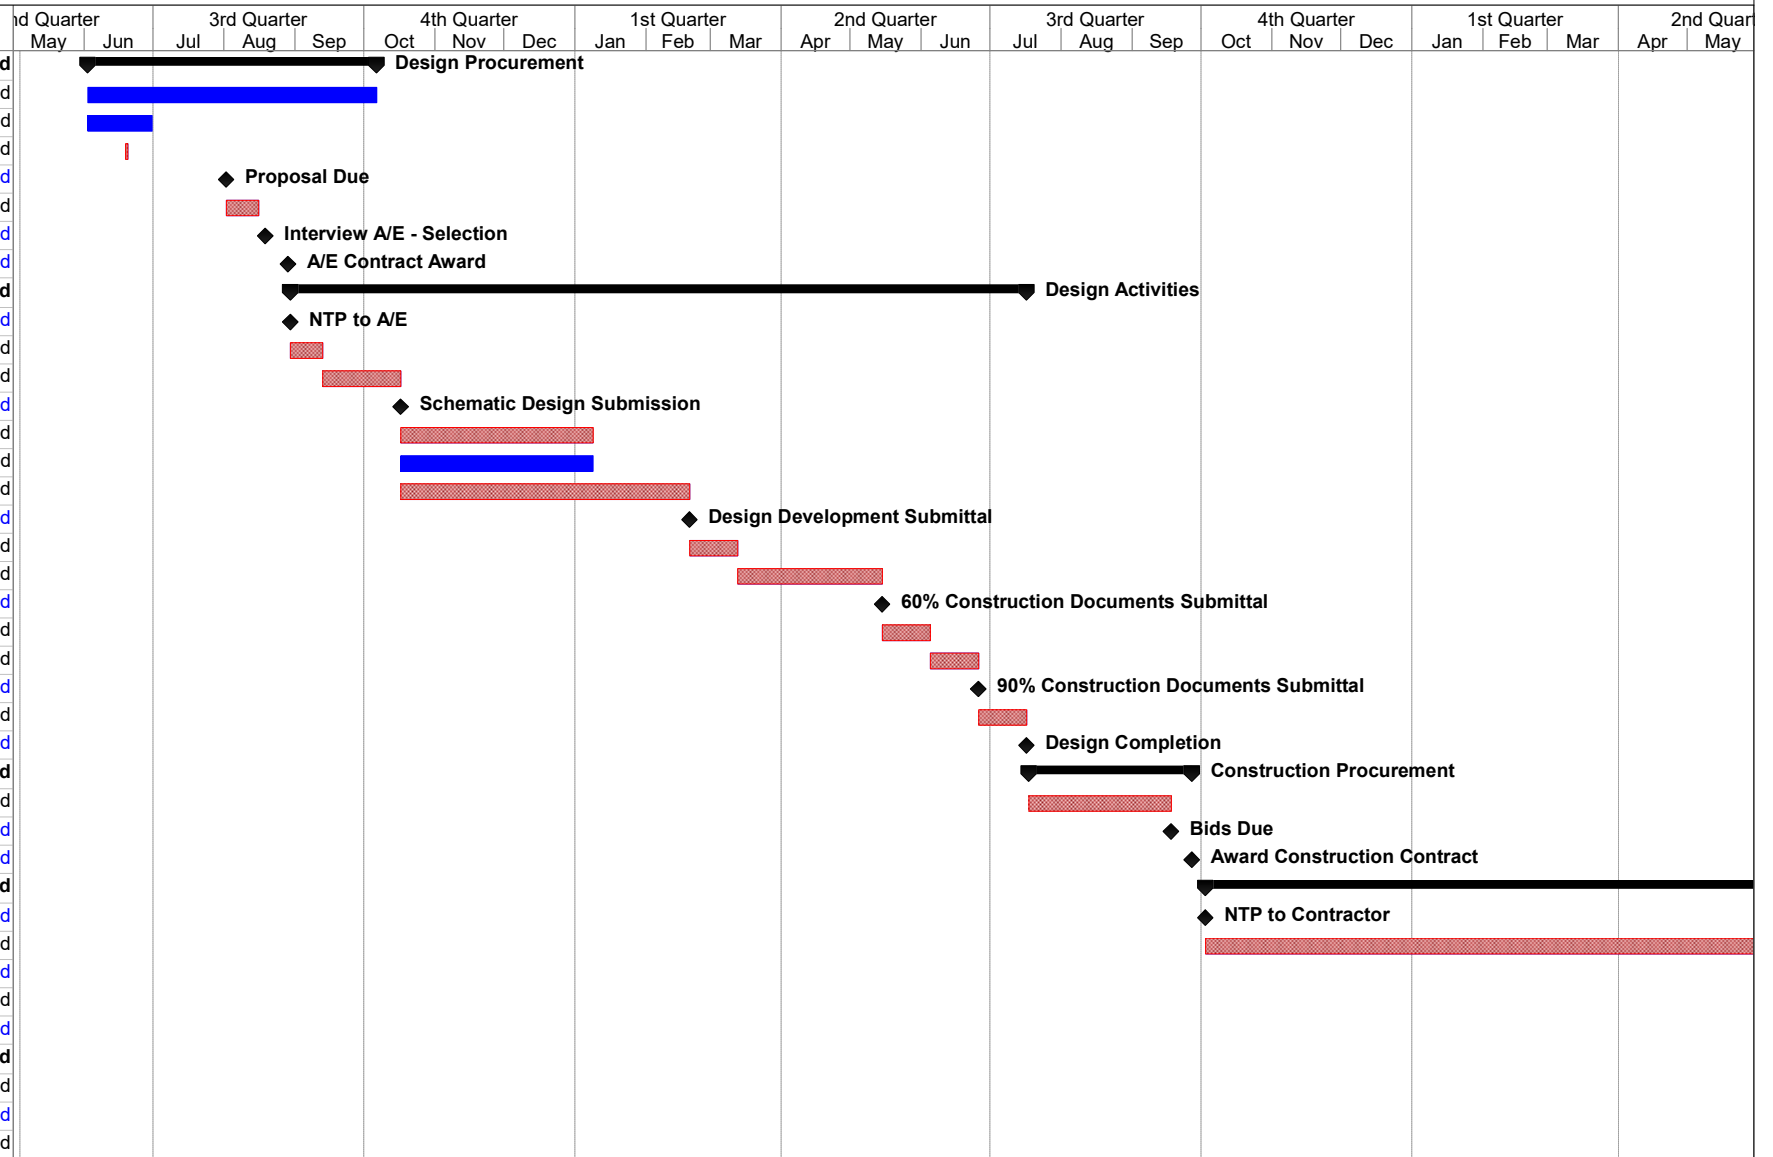 nd Quarter 3rd Quarter 4th Quarter 1st Quarter 2nd Quarter 3rd Quarter 4th Quarter 1st Quarter 2nd Quart
May Jun Jul Aug Sep Oct Nov Dec Jan Feb Mar Apr May Jun Jul Aug Sep Oct Nov Dec Jan Feb Mar Apr May
d Design Procurement
d
d
d
d Proposal Due
d
d Interview A/E - Selection
d A/E Contract Award
d Design Activities
d NTP to A/E
d
d
d Schematic Design Submission
d
d
d
d Design Development Submittal
d
d
d 60% Construction Documents Submittal
d
d
d 90% Construction Documents Submittal
d
d Design Completion
d Construction Procurement
d
d Bids Due
d Award Construction Contract
d
d NTP to Contractor
d
d
d
d
d
d
d
d